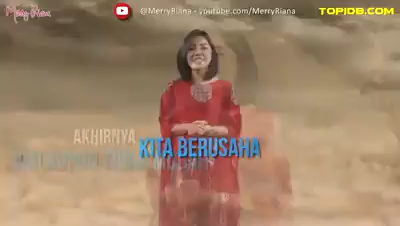 Merry Riana
@MerryRiana - youtube.com/MerryRiana
TOPIDB.COM
AKHIRNYA
KITA BERUSAHA